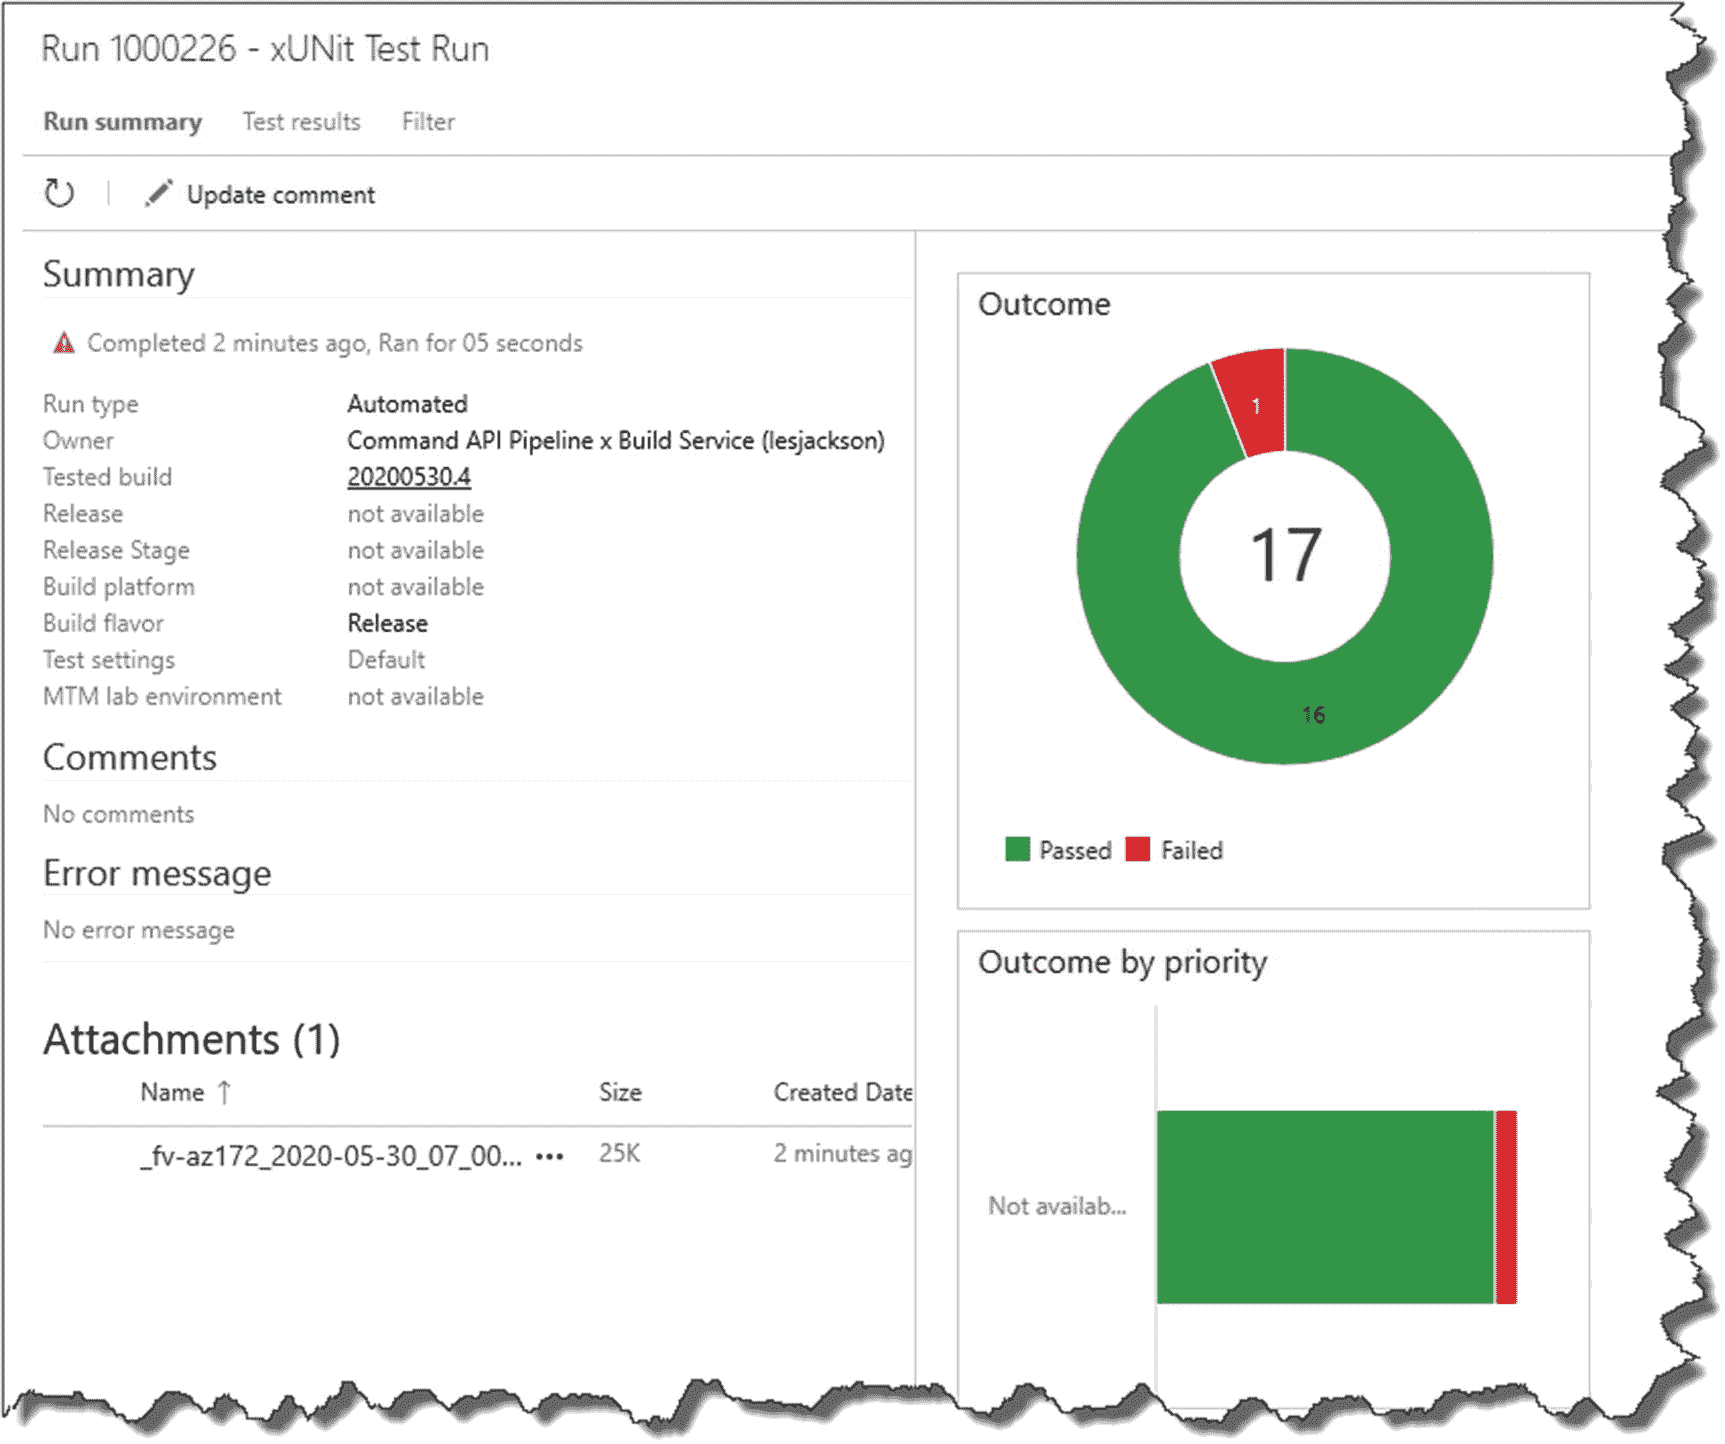 Run 1000226 - xUNit Test Run
Run summary Test results Filter
Update comment
Summary
Completed 2 minutes ago, Ran for 05 seconds
Run type Automated
Owner Command API Pipeline x Build Service (lesjackson)
Tested build 20200530.4
Release not available
Release Stage not available
Build platform not available
Build flavor Release
Test settings Default
MTM lab environment not available
Comments
No comments
Error message
No error message
Attachments (1)
Name ↑ Size Created Date
_fv-az172_2020-05-30_07_00... ••• 25K 2 minutes ag
Outcome
1
17
16
Passed Failed
Outcome by priority
Not availab...